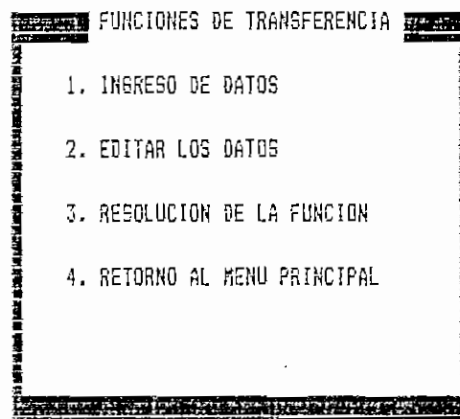 FUNCIONES DE TRANSFERENCIA
1. INGRESO DE DATOS
2. EDITAR LOS DATOS
3. RESOLUCION DE LA FUNCION
4. RETORNO AL MENU PRINCIPAL